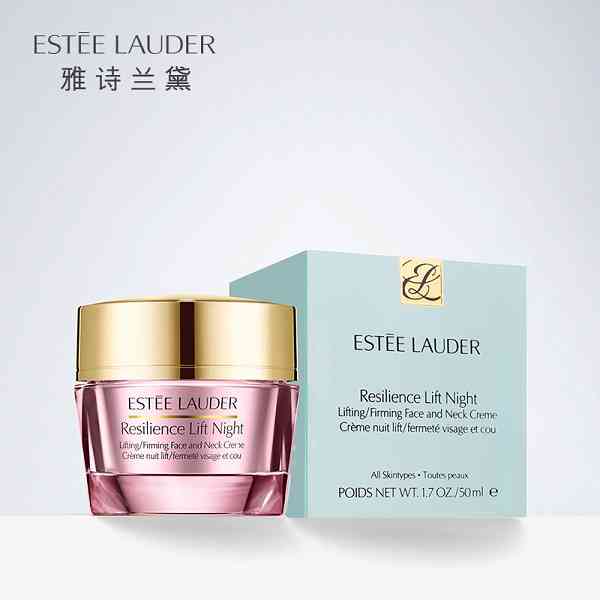 ESTĒE LAUDER
雅诗兰黛
ESTĒE LAUDER
Resilience Lift Night
Lifting/Firming Face and Neck Creme
Crème nuit lift/fermeté visage et cou
EL
ESTĒE LAUDER
Resilience Lift Night
Lifting/Firming Face and Neck Creme
Crème nuit lift/fermeté visage et cou
All Skintypes • Toutes peaux
POIDS NET WT. 1.7 OZ./50 ml ℮